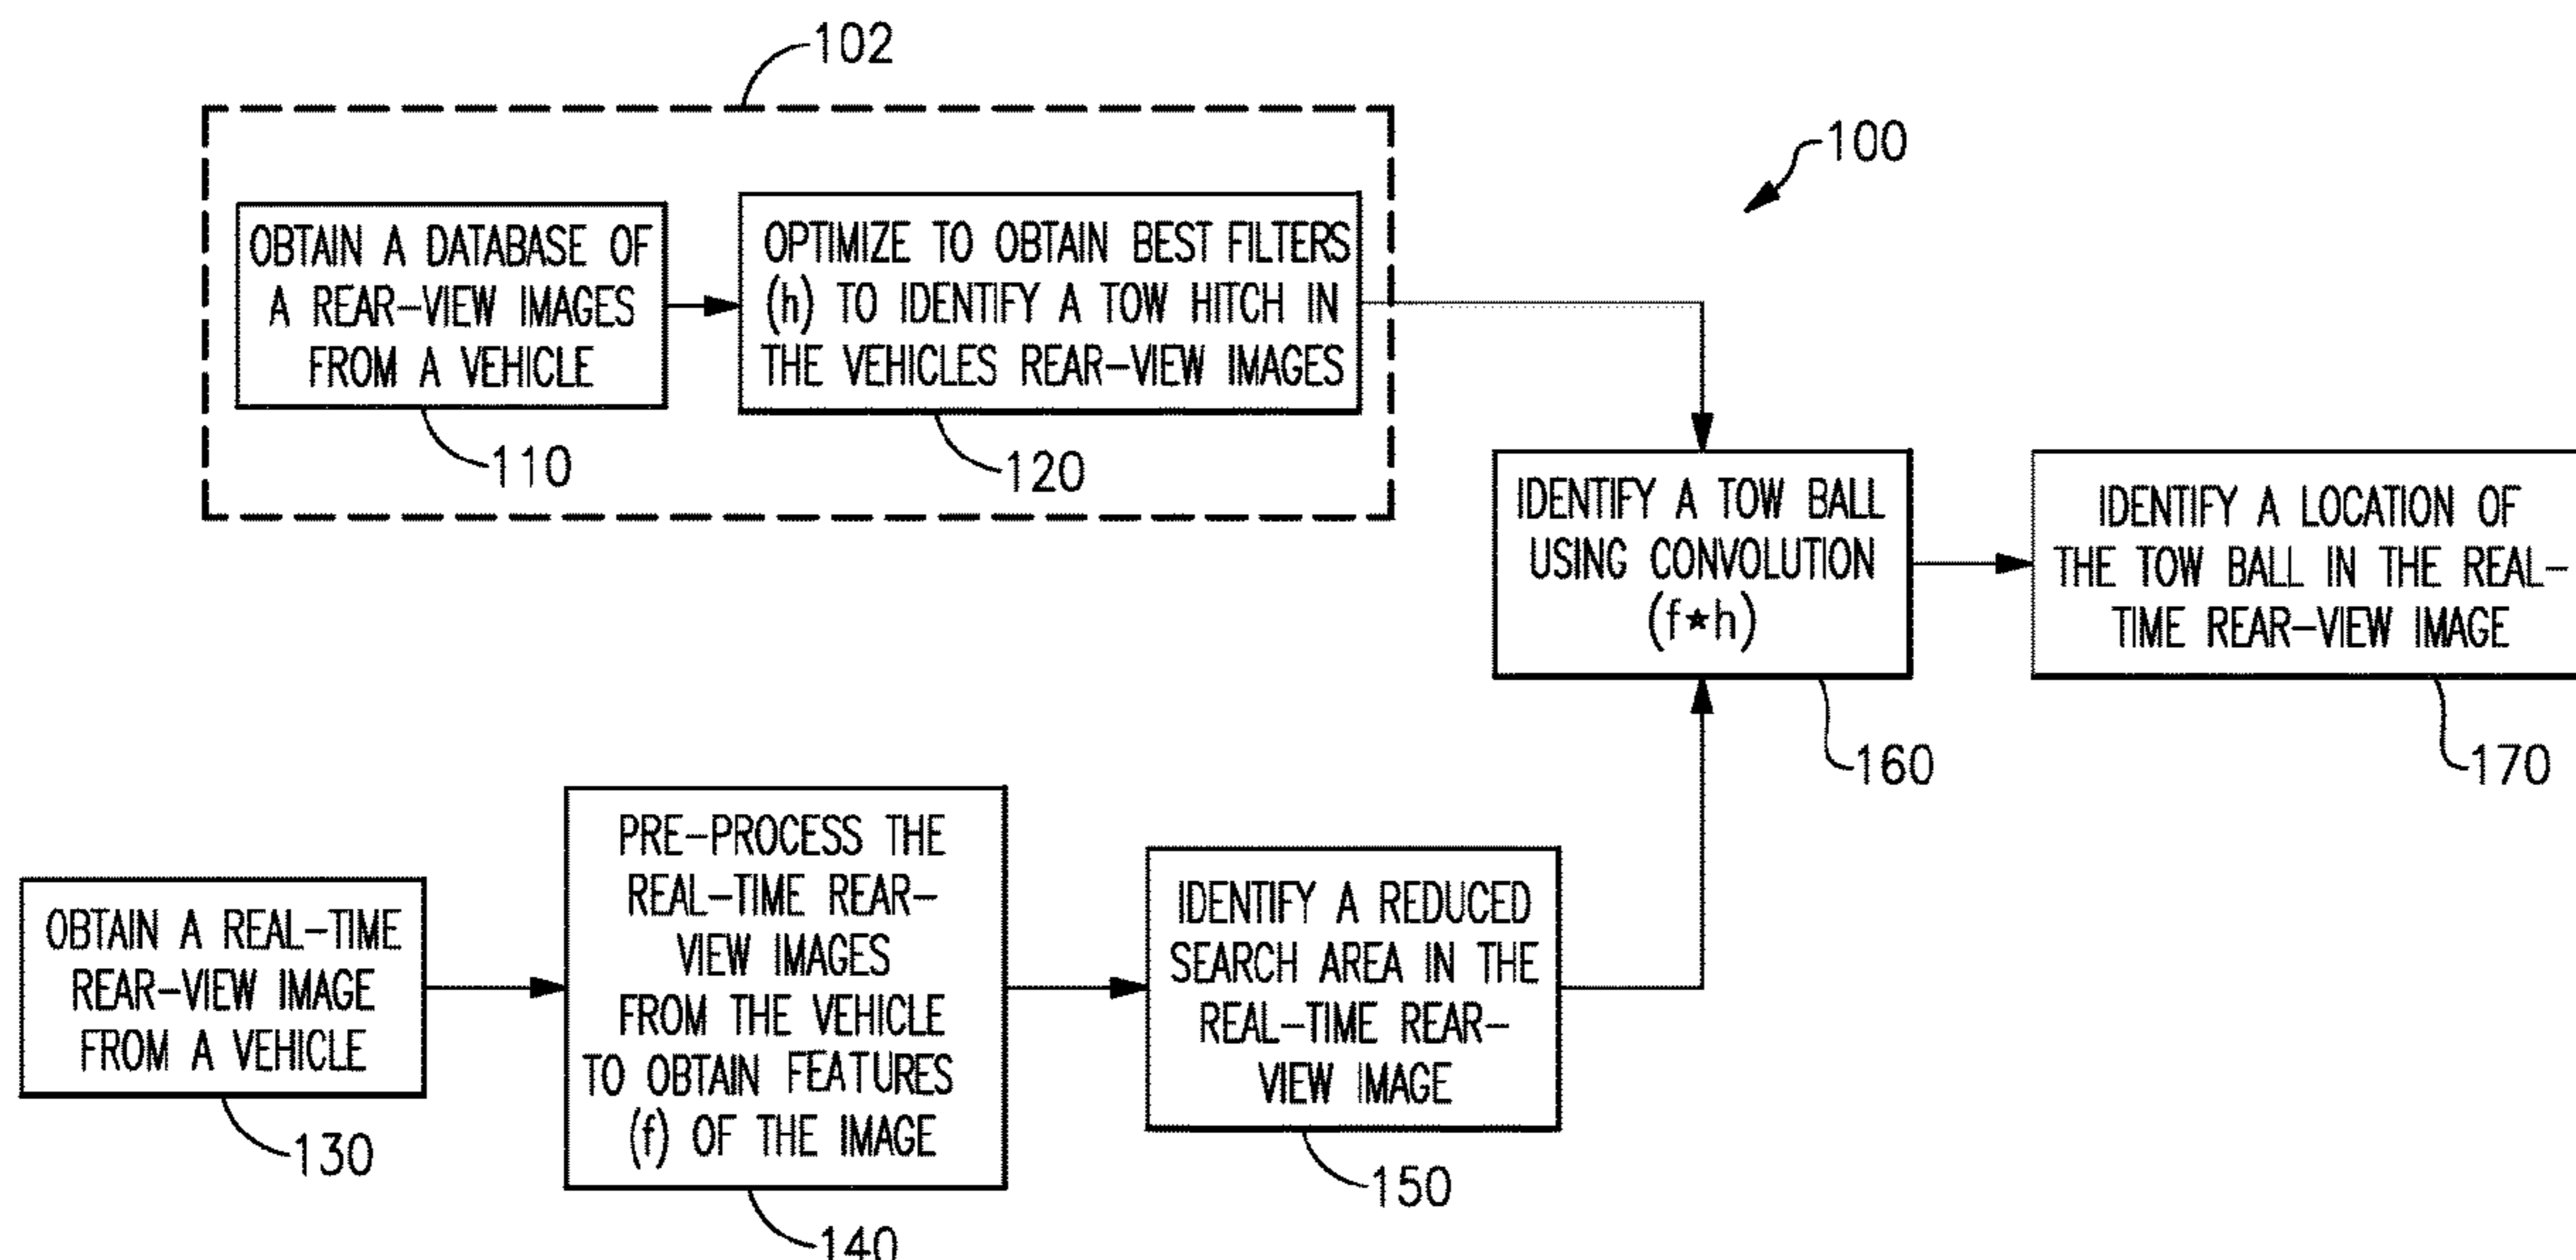 102
100
OBTAIN A DATABASE OF
A REAR-VIEW IMAGES
FROM A VEHICLE
110
OPTIMIZE TO OBTAIN BEST FILTERS
(h) TO IDENTIFY A TOW HITCH IN
THE VEHICLES REAR-VIEW IMAGES
120
IDENTIFY A TOW BALL
USING CONVOLUTION
(f★h)
160
IDENTIFY A LOCATION OF
THE TOW BALL IN THE REAL-
TIME REAR-VIEW IMAGE
170
OBTAIN A REAL-TIME
REAR-VIEW IMAGE
FROM A VEHICLE
130
PRE-PROCESS THE
REAL-TIME REAR-
VIEW IMAGES
FROM THE VEHICLE
TO OBTAIN FEATURES
(f) OF THE IMAGE
140
IDENTIFY A REDUCED
SEARCH AREA IN THE
REAL-TIME REAR-
VIEW IMAGE
150